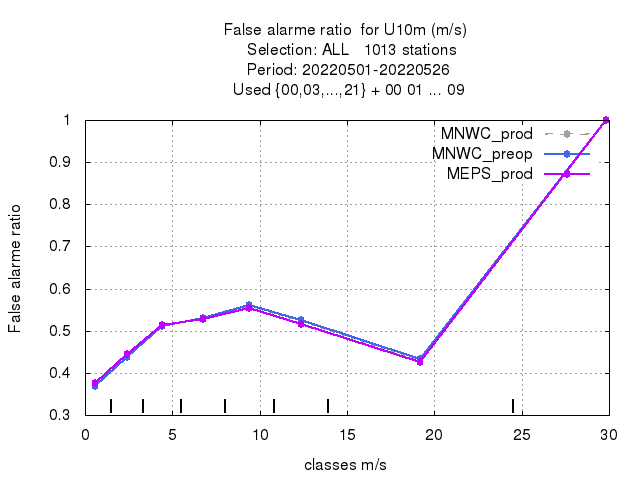 False alarme ratio  for U10m (m/s)
Selection: ALL   1013 stations
Period: 20220501-20220526
Used {00,03,...,21} + 00 01 ... 09
MNWC_prod
MNWC_preop
MEPS_prod
False alarme ratio
1
0.9
0.8
0.7
0.6
0.5
0.4
0.3
0 5 10 15 20 25 30
classes m/s